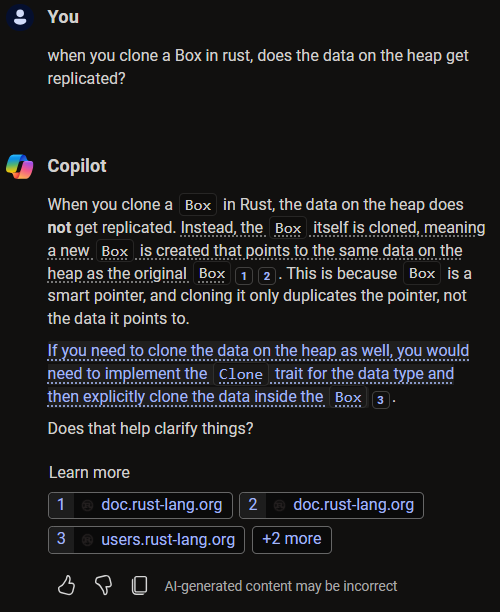 You
when you clone a Box in rust, does the data on the heap get
replicated?
Copilot
When you clone a Box in Rust, the data on the heap does
not get replicated. Instead, the Box itself is cloned, meaning
a new Box is created that points to the same data on the
heap as the original Box 1 2. This is because Box is a
smart pointer, and cloning it only duplicates the pointer, not
the data it points to.
If you need to clone the data on the heap as well, you would
need to implement the Clone trait for the data type and
then explicitly clone the data inside the Box 3.
Does that help clarify things?
Learn more
1 doc.rust-lang.org 2 doc.rust-lang.org
3 users.rust-lang.org +2 more
AI-generated content may be incorrect